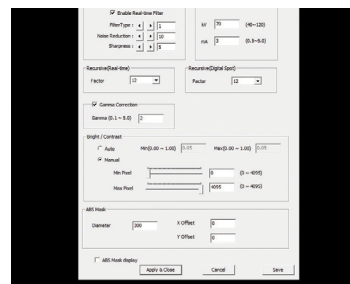 Enable Real-time Filter
FilterType : 1
Noise Reduction : 10
Sharpness : 5
kV 70 (40~120)
mA 3 (0.5~5.0)
Recursive(Real-time)
Factor 12
Recursive(Digital Spot)
Factor 12
Gamma Correction
Gamma (0.1 ~ 5.0) 2
Bright / Contrast
Auto Min(0.00 ~ 1.00) 0.05 Max(0.00 ~ 1.00) 0.05
Manual
Min Pixel 0 (0 ~ 4095)
Max Pixel 4095 (0 ~ 4095)
ABS Mask
Diameter 300 X Offset 0
Y Offset 0
ABS Mask display
Apply & Close Cancel Save